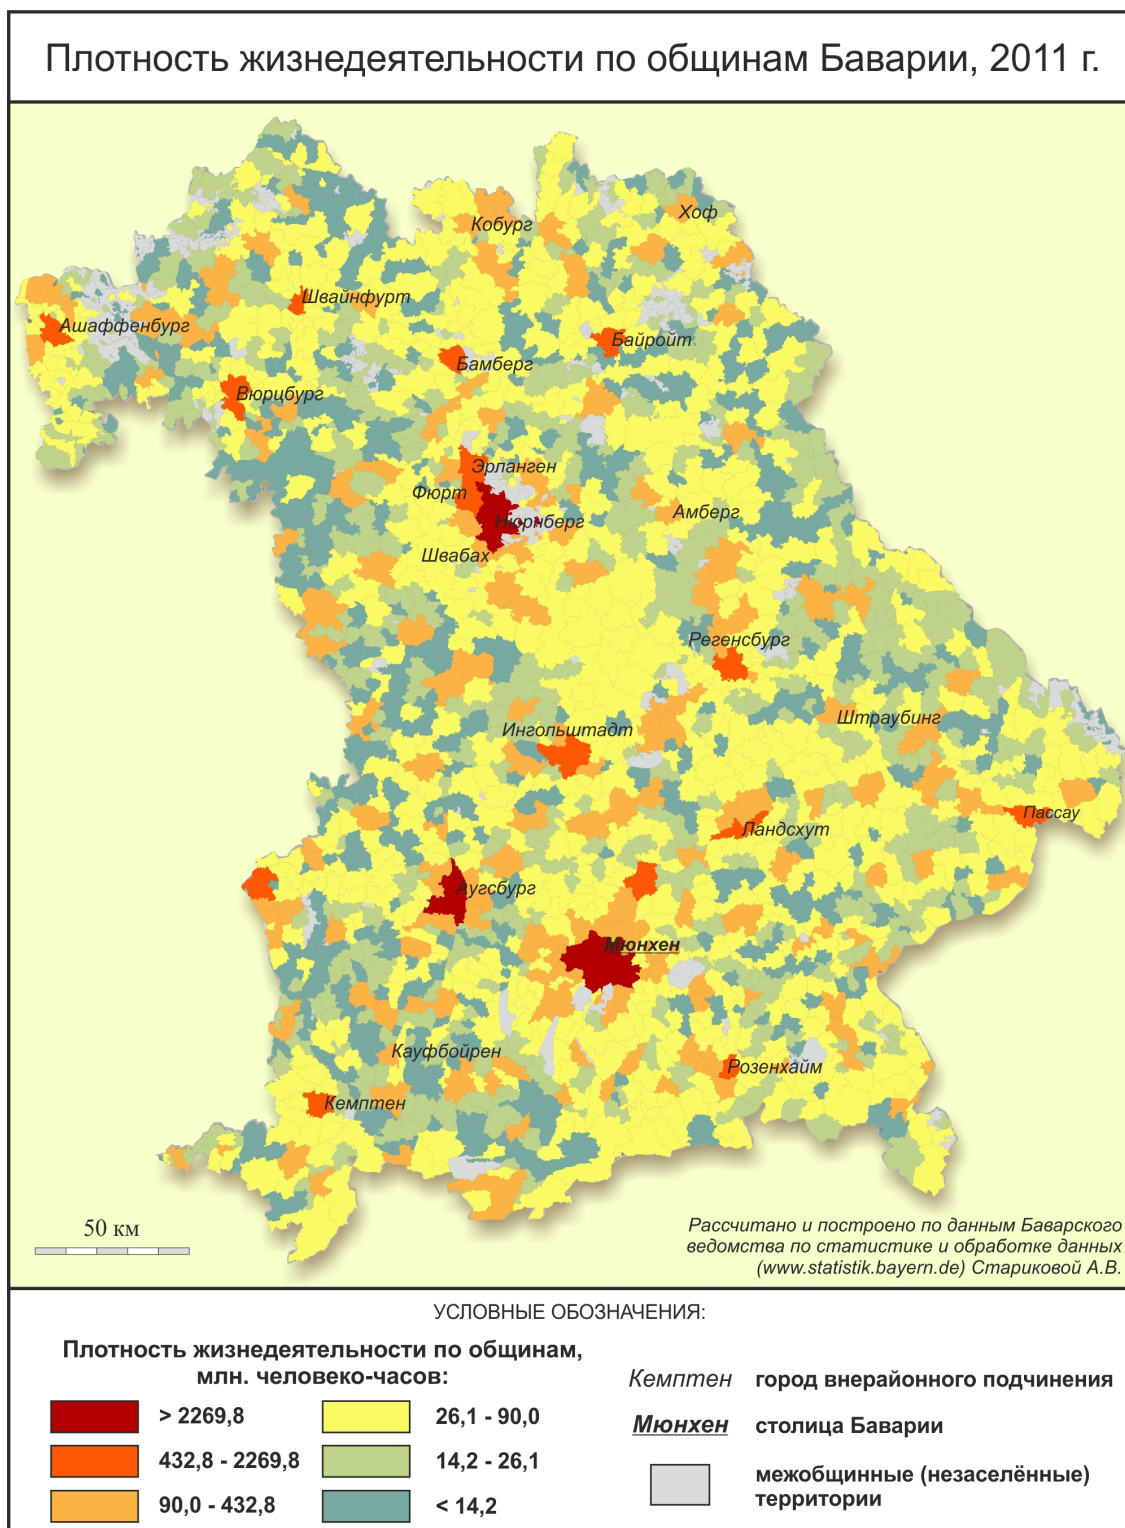 Плотность жизнедеятельности по общинам Баварии, 2011 г.
Хоф
Кобург
Швайнфурт
Ашаффенбург
Байройт
Бамберг
Вюрцбург
Эрланген
Фюрт
Амберг
Нюрнберг
Швабах
Регенсбург
Штраубинг
Ингольштадт
Пассау
Ландсхут
Аугсбург
Мюнхен
Кауфбойрен
Розенхайм
Кемптен
50 км
Рассчитано и построено по данным Баварского
ведомства по статистике и обработке данных
(www.statistik.bayern.de) Стариковой А.В.
УСЛОВНЫЕ ОБОЗНАЧЕНИЯ:
Плотность жизнедеятельности по общинам,
млн. человеко-часов:
> 2269,8
432,8 - 2269,8
90,0 - 432,8
26,1 - 90,0
14,2 - 26,1
< 14,2
Кемптен город внерайонного подчинения
Мюнхен столица Баварии
межобщинные (незаселённые)
территории